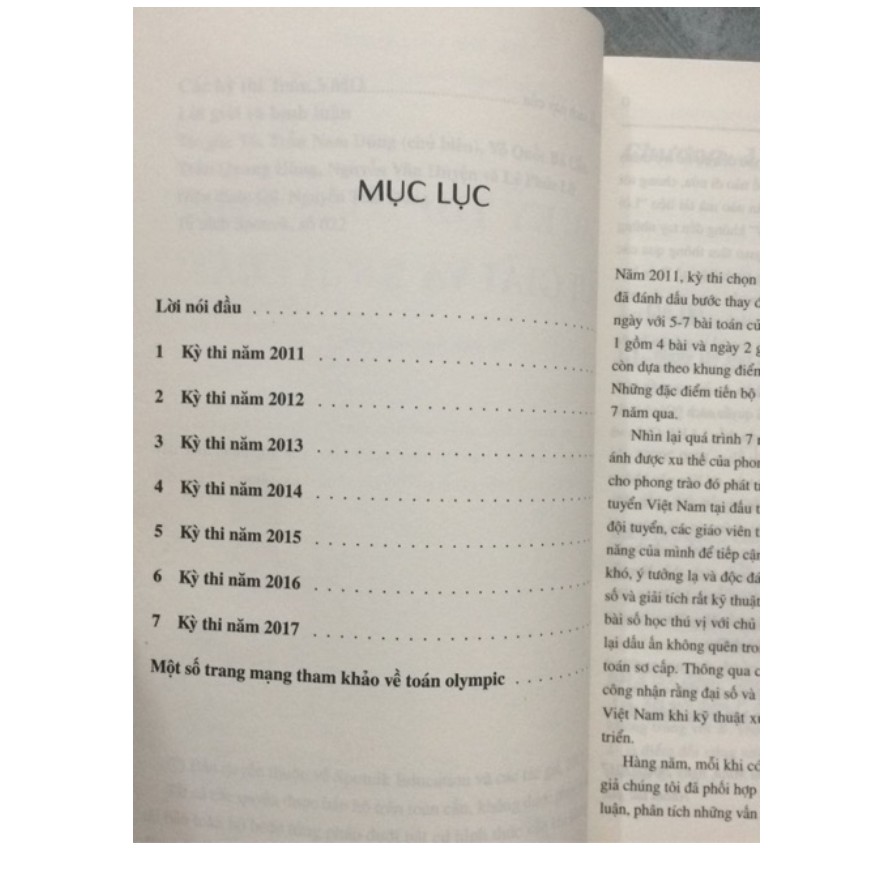 MỤC LỤC
Lời nói đầu . . . . . . . . . . . . . . . . . . . . . . . . .
1 Kỳ thi năm 2011 . . . . . . . . . . . . . . . . . . . .
2 Kỳ thi năm 2012 . . . . . . . . . . . . . . . . . . . .
3 Kỳ thi năm 2013 . . . . . . . . . . . . . . . . . . . .
4 Kỳ thi năm 2014 . . . . . . . . . . . . . . . . . . . .
5 Kỳ thi năm 2015 . . . . . . . . . . . . . . . . . . . .
6 Kỳ thi năm 2016 . . . . . . . . . . . . . . . . . . . .
7 Kỳ thi năm 2017 . . . . . . . . . . . . . . . . . . . .
Một số trang mạng tham khảo về toán olympic . . . . . .
Năm 2011, kỳ thi chọn
đã đánh dấu bước thay
ngày với 5-7 bài toán
1 gồm 4 bài và ngày 2
còn dựa theo khung
Những đặc điểm tiến bộ
7 năm qua.
Nhìn lại quá trình 7
ánh được xu thế của
cho phong trào đó phát
tuyển Việt Nam tại đấu
đội tuyển, các giáo viên
năng của mình để tiếp
khó, ý tưởng lạ và độc
số và giải tích rất kỹ thuật
bài số học thú vị với chủ
lại dấu ấn không quên
toán sơ cấp. Thông qua
công nhận rằng đại số và
Việt Nam khi kỹ thuật
triển.
Hàng năm, mỗi khi có
giả chúng tôi đã phối hợp
luận, phân tích những vấn